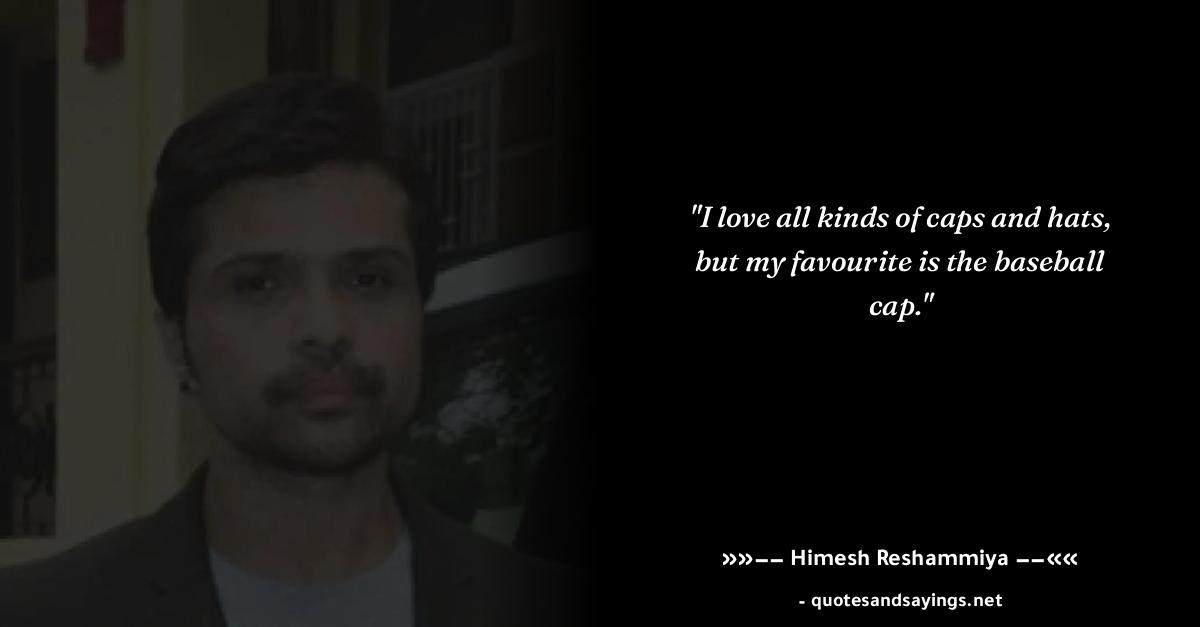 "I love all kinds of caps and hats,
but my favourite is the baseball
cap."
»»−− Himesh Reshammiya −−««
- quotesandsayings.net